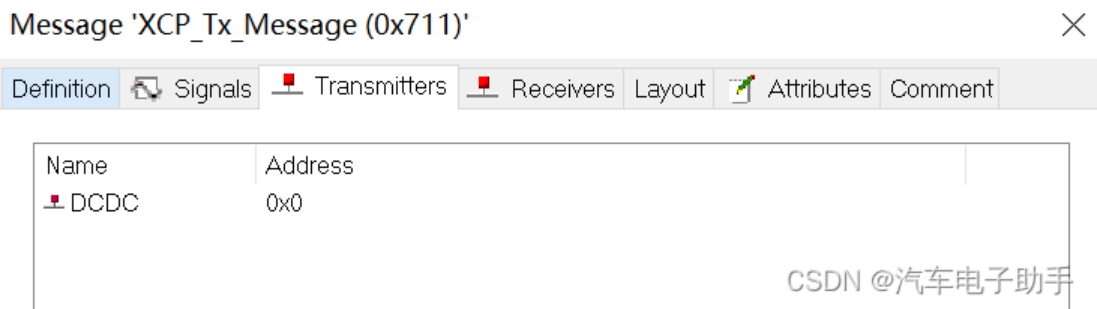 Message 'XCP_Tx_Message (0x711)'
Definition Signals Transmitters Receivers Layout Attributes Comment
Name Address
DCDC 0x0
CSDN @汽车电子助手